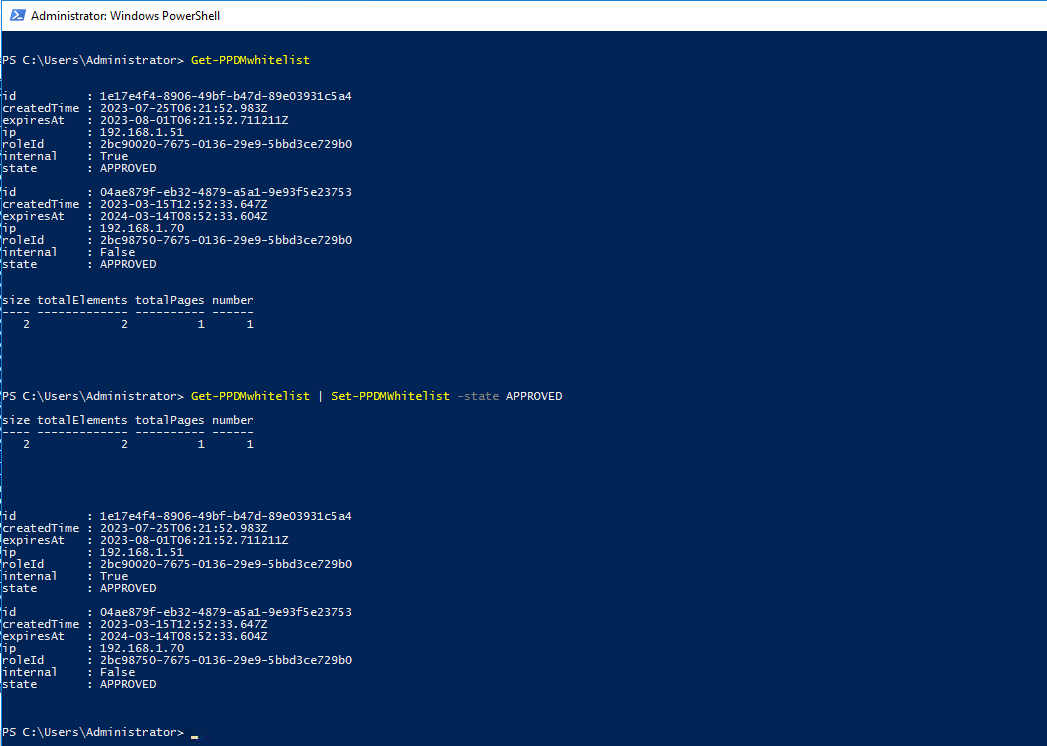 Administrator: Windows PowerShell
PS C:\Users\Administrator> Get-PPDMwhitelist
id          : 1e17e4f4-8906-49bf-b47d-89e03931c5a4
createdTime : 2023-07-25T06:21:52.983Z
expiresAt   : 2023-08-01T06:21:52.711211Z
ip          : 192.168.1.51
roleId      : 2bc90020-7675-0136-29e9-5bbd3ce729b0
internal    : True
state       : APPROVED
id          : 04ae879f-eb32-4879-a5a1-9e93f5e23753
createdTime : 2023-03-15T12:52:33.647Z
expiresAt   : 2024-03-14T08:52:33.604Z
ip          : 192.168.1.70
roleId      : 2bc98750-7675-0136-29e9-5bbd3ce729b0
internal    : False
state       : APPROVED
size totalElements totalPages number
---- ------------- ---------- ------
   2             2          1      1
PS C:\Users\Administrator> Get-PPDMwhitelist | Set-PPDMWhitelist -state APPROVED
size totalElements totalPages number
---- ------------- ---------- ------
   2             2          1      1
id          : 1e17e4f4-8906-49bf-b47d-89e03931c5a4
createdTime : 2023-07-25T06:21:52.983Z
expiresAt   : 2023-08-01T06:21:52.711211Z
ip          : 192.168.1.51
roleId      : 2bc90020-7675-0136-29e9-5bbd3ce729b0
internal    : True
state       : APPROVED
id          : 04ae879f-eb32-4879-a5a1-9e93f5e23753
createdTime : 2023-03-15T12:52:33.647Z
expiresAt   : 2024-03-14T08:52:33.604Z
ip          : 192.168.1.70
roleId      : 2bc98750-7675-0136-29e9-5bbd3ce729b0
internal    : False
state       : APPROVED
PS C:\Users\Administrator>